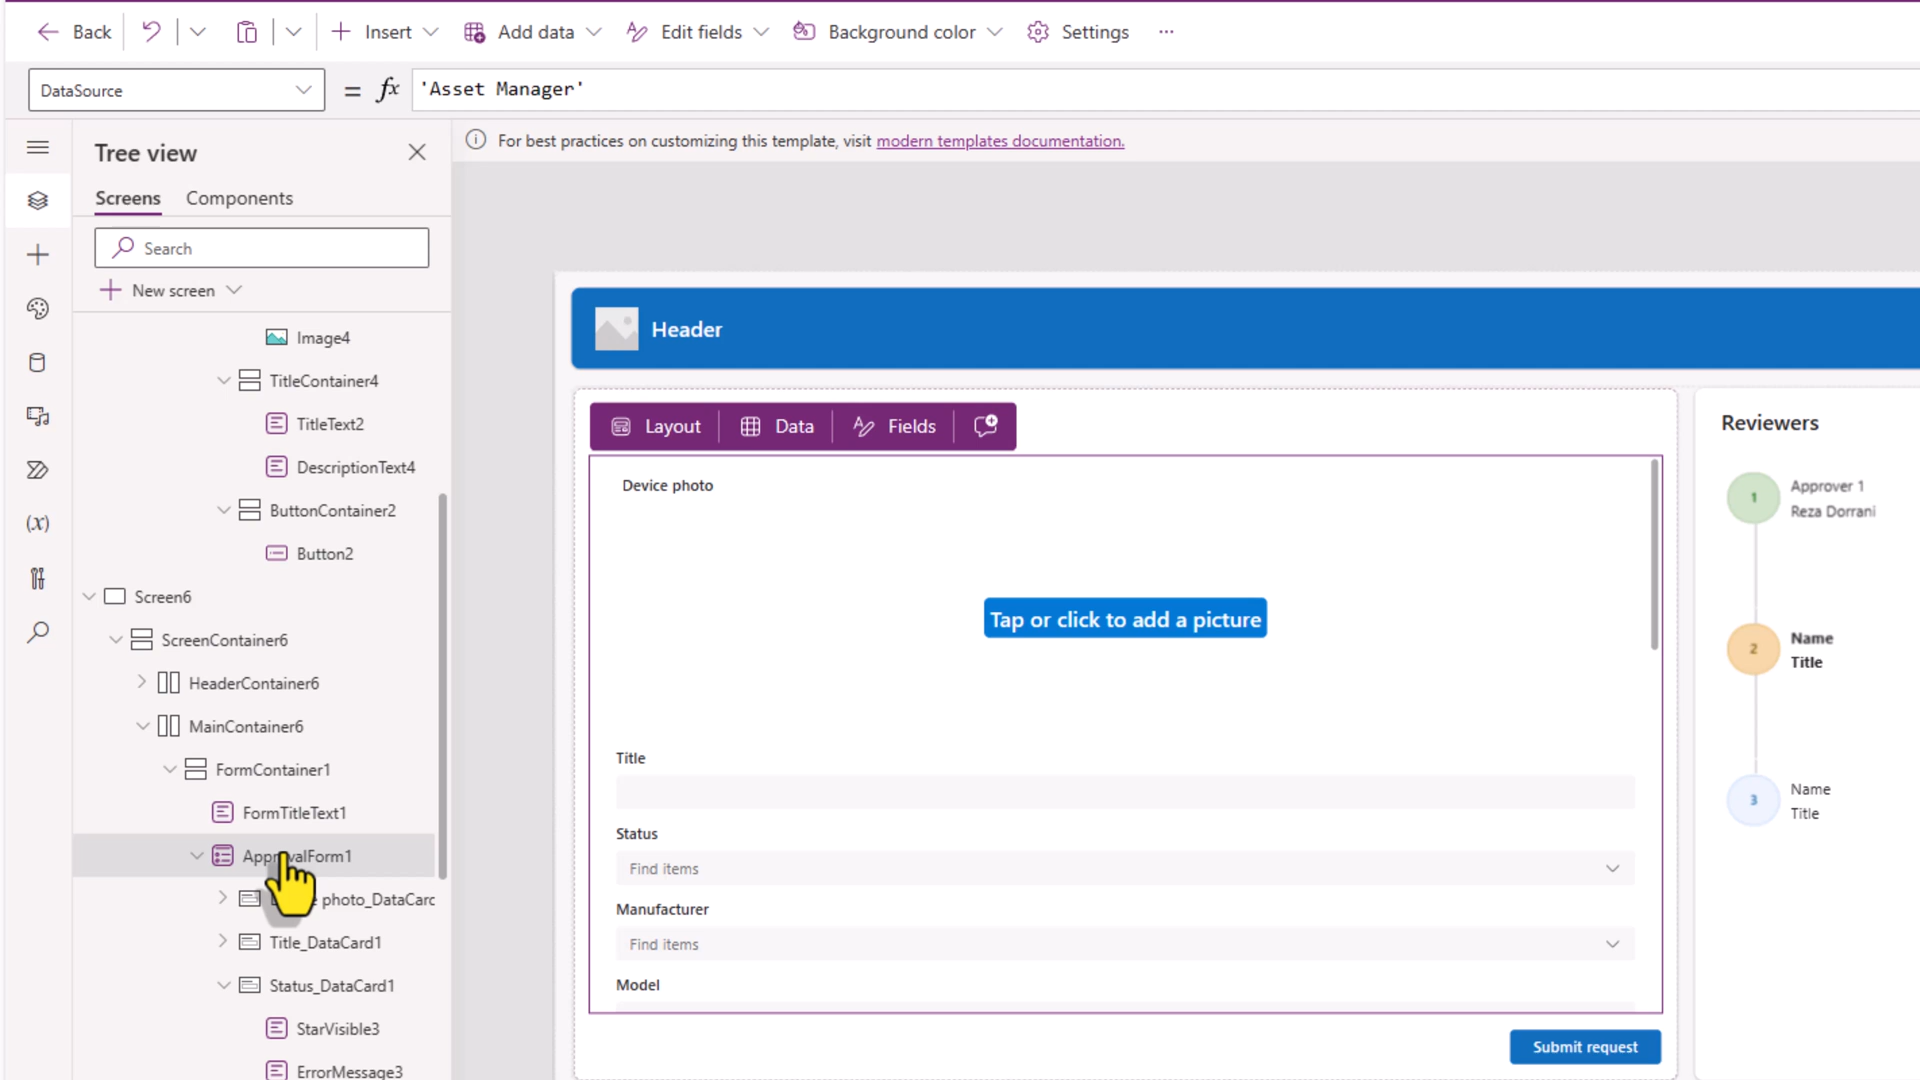 Back
Insert
Add data
Edit fields
Background color
Settings
DataSource
= fx 'Asset Manager'
Tree view
For best practices on customizing this template, visit modern templates documentation.
Screens
Components
Search
New screen
Image4
TitleContainer4
TitleText2
DescriptionText4
ButtonContainer2
Button2
Screen6
ScreenContainer6
HeaderContainer6
MainContainer6
FormContainer1
FormTitleText1
ApprovalForm1
photo_DataCarc
Title_DataCard1
Status_DataCard1
StarVisible3
ErrorMessage3
(x)
Header
Layout
Data
Fields
Device photo
Tap or click to add a picture
Title
Status
Find items
Manufacturer
Find items
Model
Submit request
Reviewers
1
Approver 1
Reza Dorrani
2
Name
Title
3
Name
Title